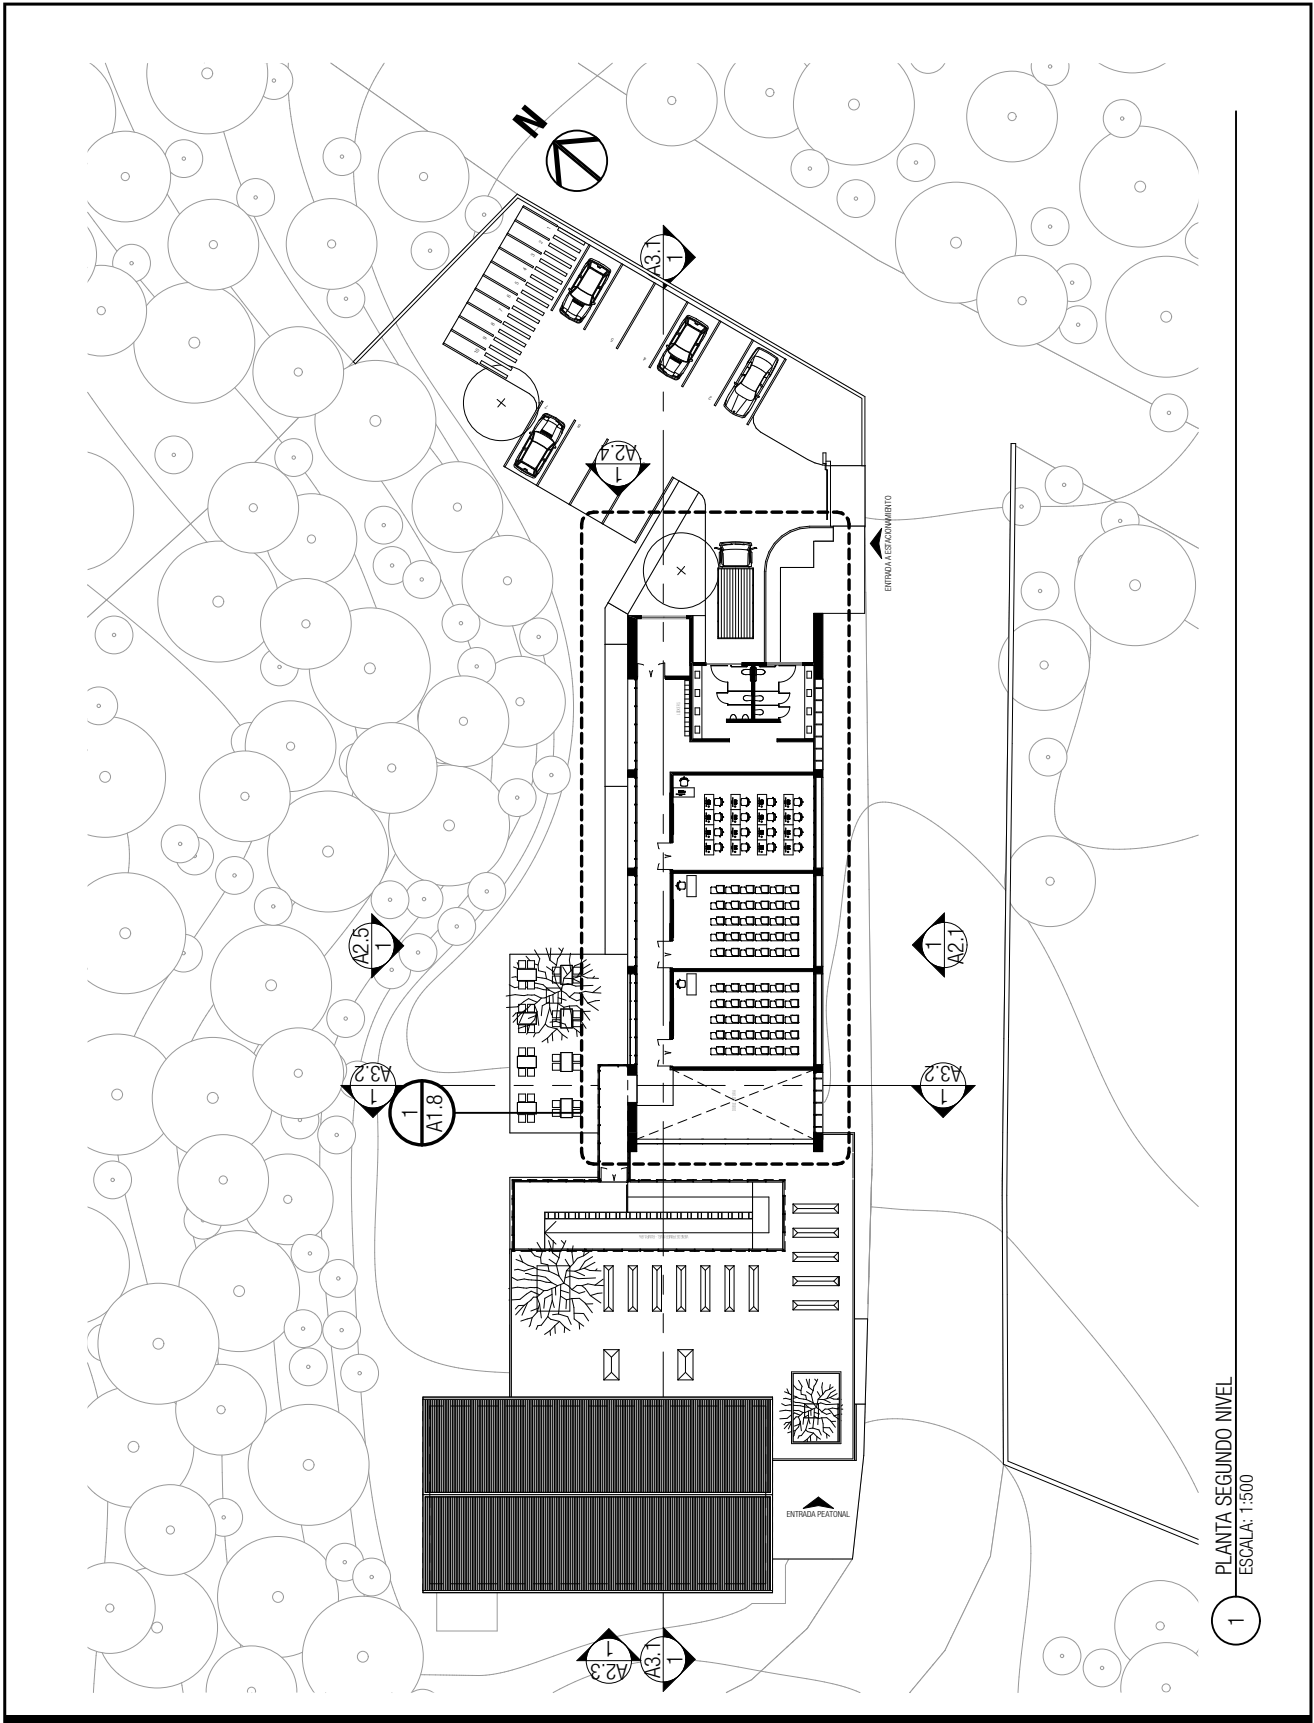 N
A3.1
1
1
A2.4
ENTRADA A ESTACIONAMIENTO
A2.5
1
1
A2.1
A3.2
1
A3.2
1
1
A1.8
ENTRADA PEATONAL
A2.3
1
A3.1
1
PLANTA SEGUNDO NIVEL
ESCALA: 1:500
1